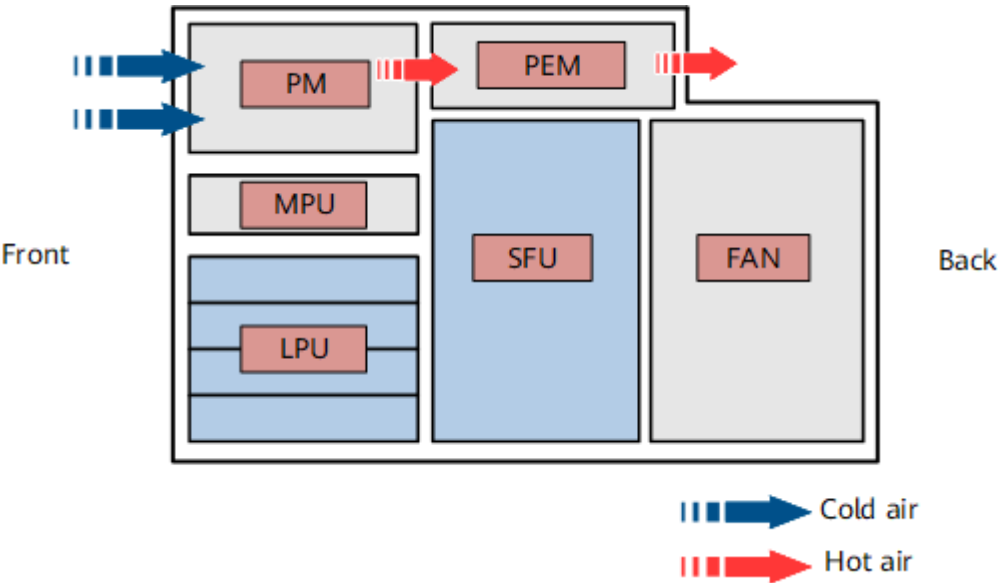 PM
PEM
MPU
SFU
FAN
Front
Back
LPU
Cold air
Hot air